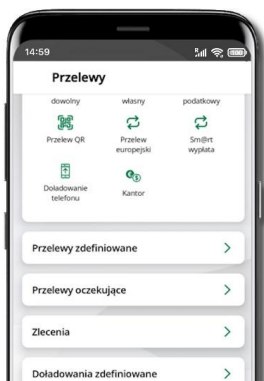 14:59
Przelewy
dowolny własny podatkowy
Przelew QR Przelew Sm@rt
europejski wypłata
Doładowanie Kantor
telefonu
Przelewy zdefiniowane
Przelewy oczekujące
Zlecenia
Doładowania zdefiniowane